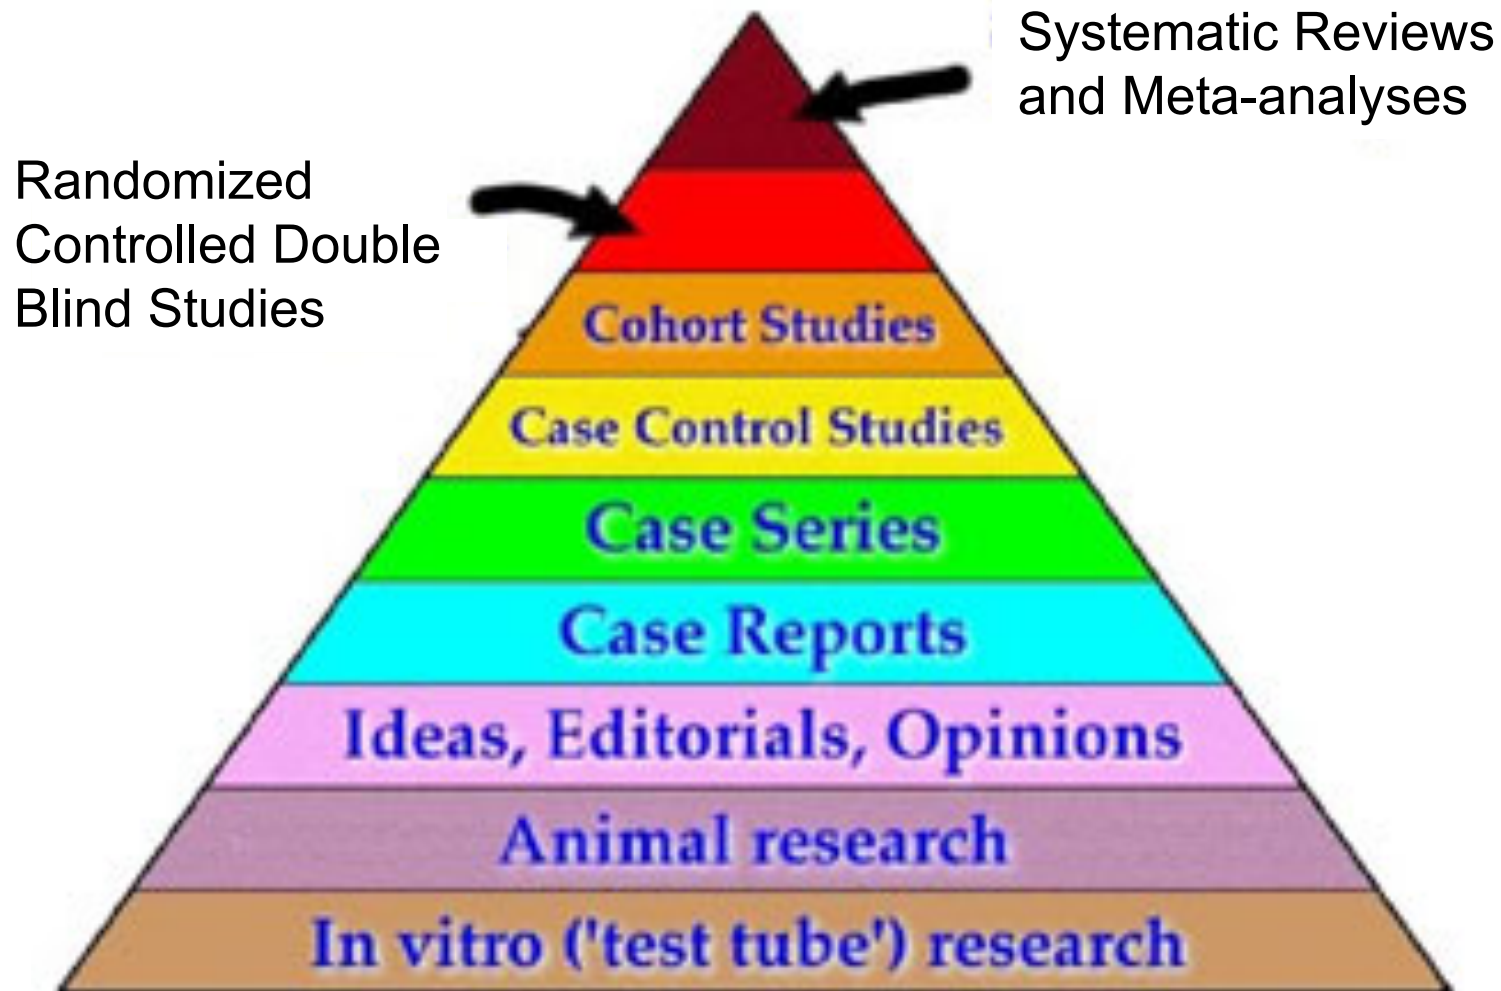 Systematic Reviews
and Meta-analyses
Randomized
Controlled Double
Blind Studies
Cohort Studies
Case Control Studies
Case Series
Case Reports
Ideas, Editorials, Opinions
Animal research
In vitro ('test tube') research